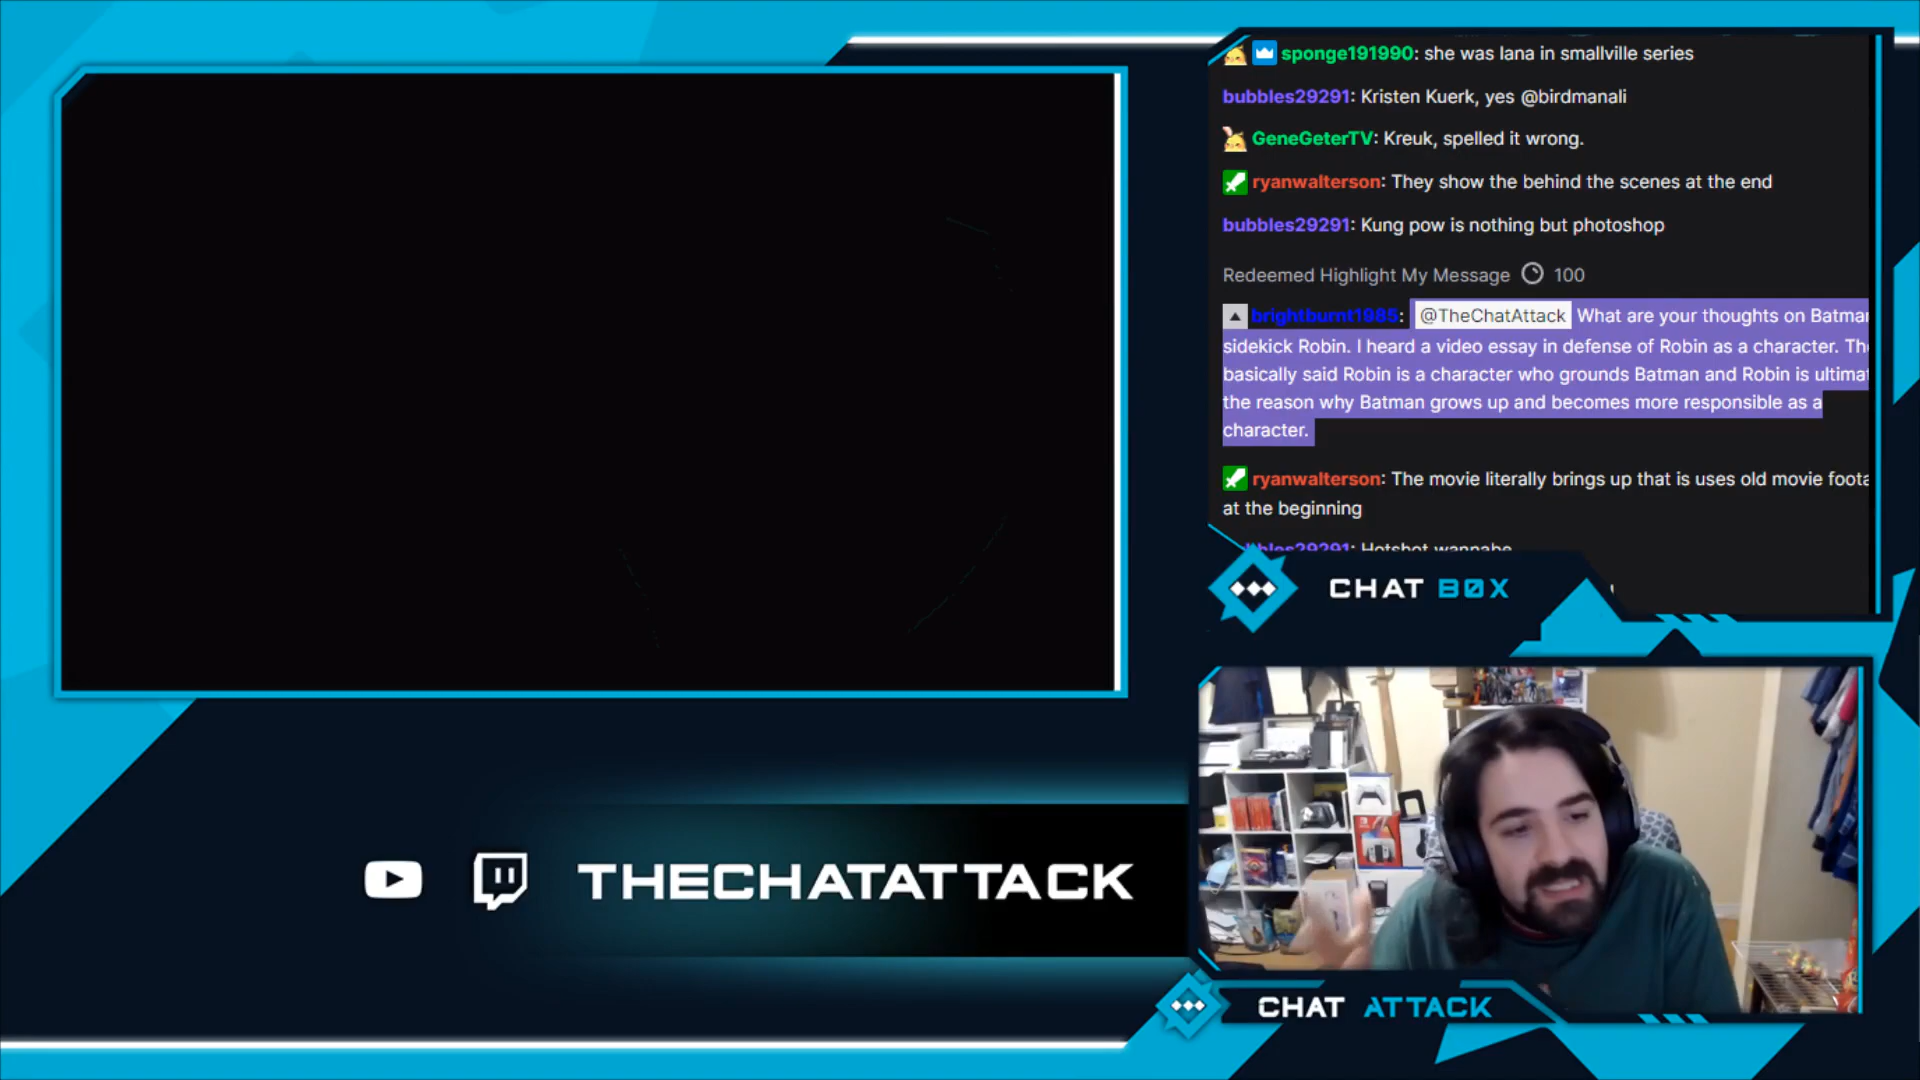 sponge191990: she was lana in smallville series
bubbles29291: Kristen Kuerk, yes @birdmanali
GeneGeterTV: Kreuk, spelled it wrong.
ryanwalterson: They show the behind the scenes at the end
bubbles29291: Kung pow is nothing but photoshop
Redeemed Highlight My Message 100
brightburnt1985: @TheChatAttack What are your thoughts on Batman
sidekick Robin. I heard a video essay in defense of Robin as a character. The
basically said Robin is a character who grounds Batman and Robin is
the reason why Batman grows up and becomes more responsible as a
character.
ryanwalterson: The movie literally brings up that is uses old movie
at the beginning
bubbles29291: Hotshot wannabe
CHAT BOX
THECHATATTACK
CHAT ATTACK